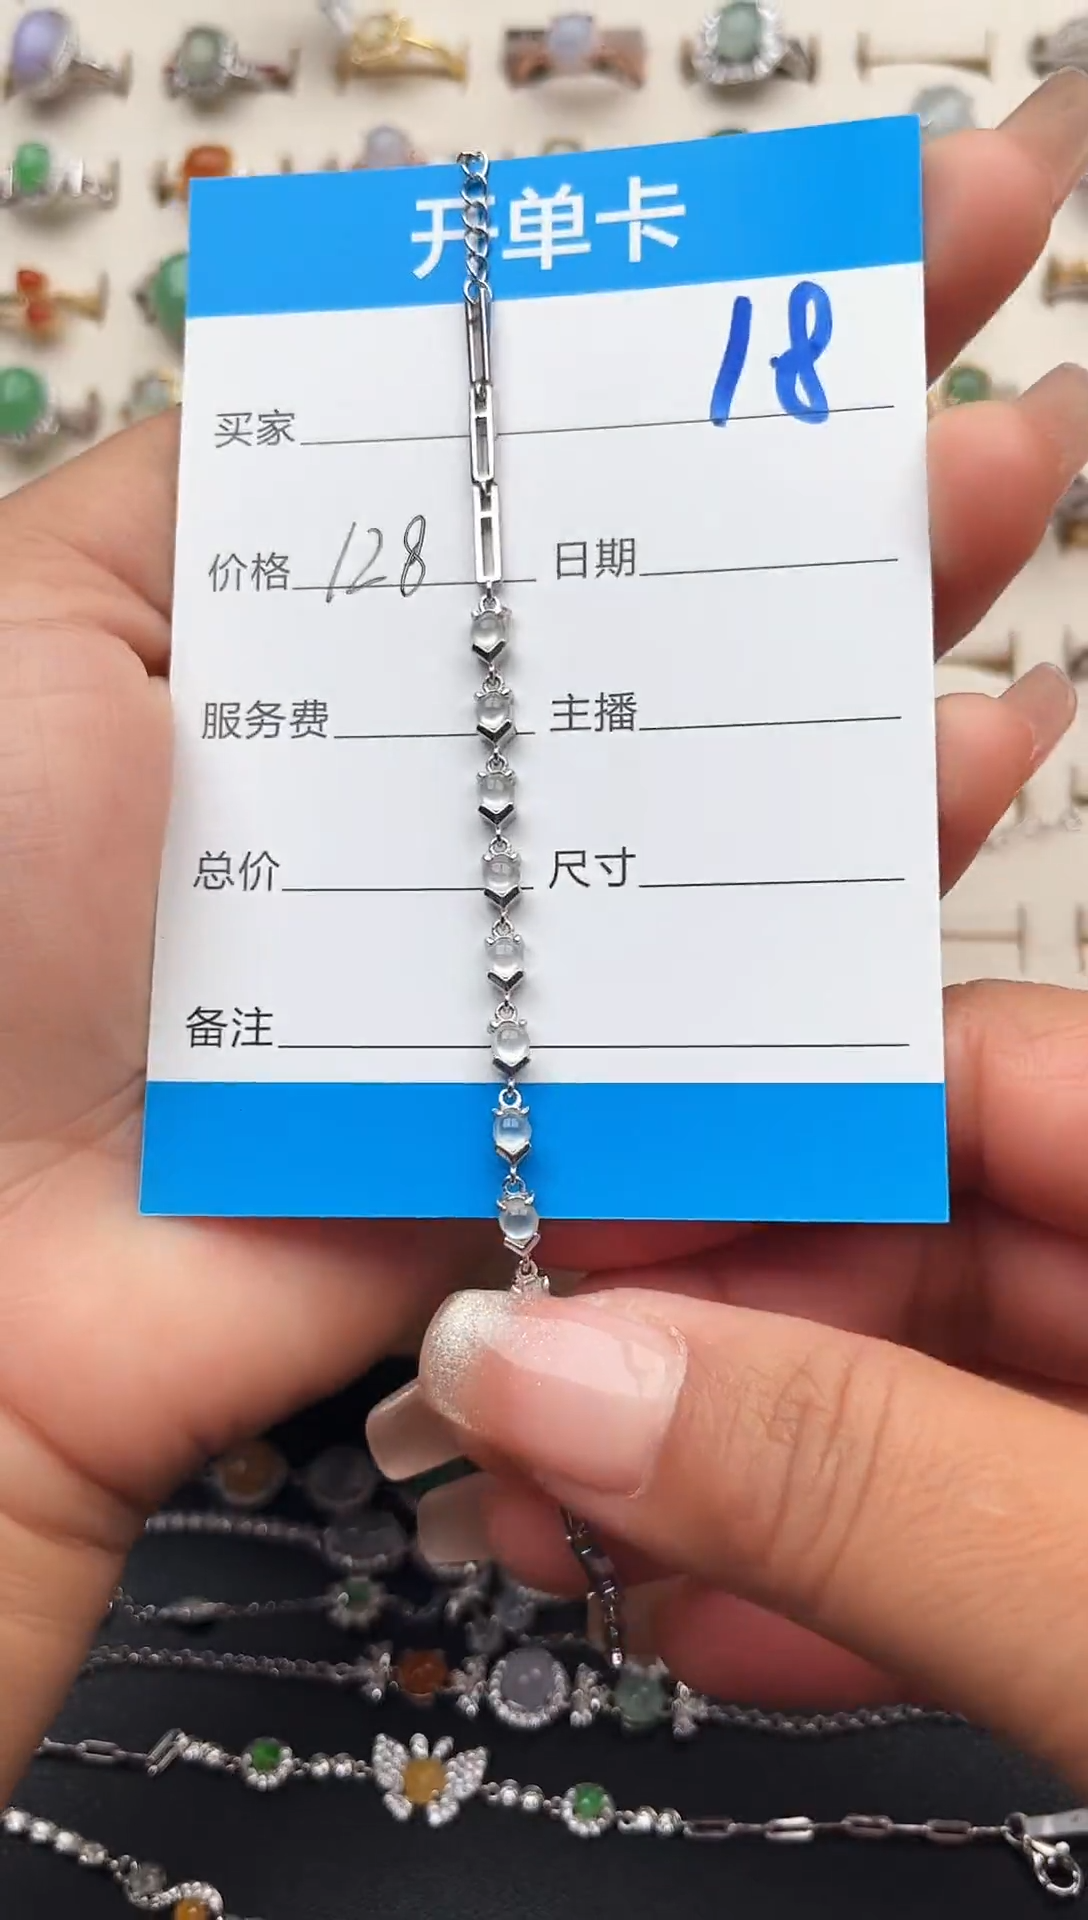 开单卡
18
买家
价格 128 日期
服务费 主播
总价 尺寸
备注